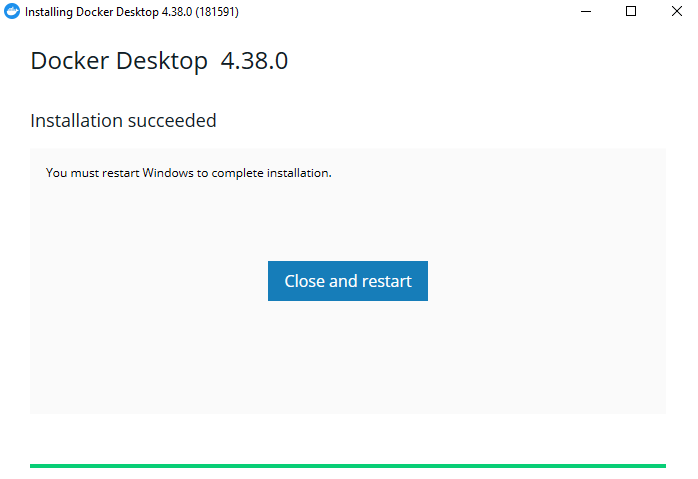 Installing Docker Desktop 4.38.0 (181591)
Docker Desktop 4.38.0
Installation succeeded
You must restart Windows to complete installation.
Close and restart